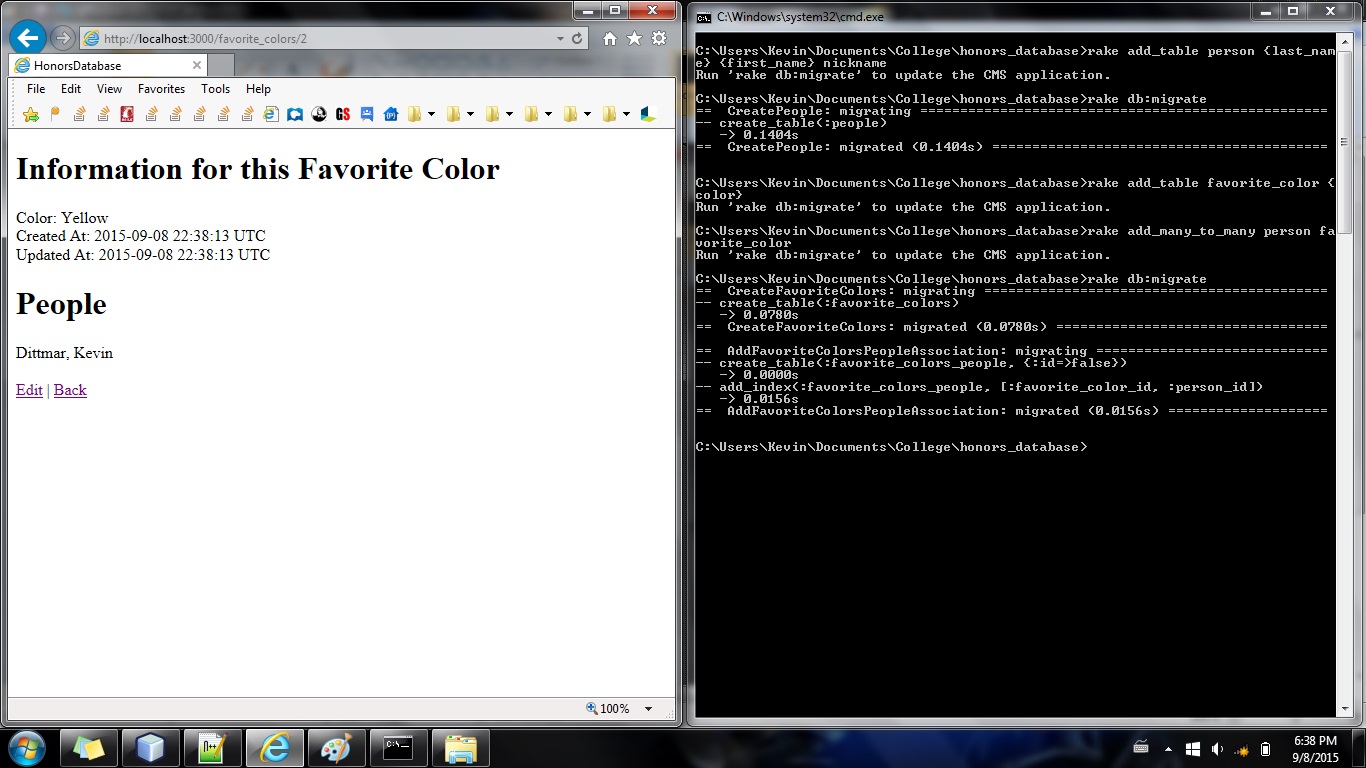 http://localhost:3000/favorite_colors/2
HonorsDatabase
File Edit View Favorites Tools Help
GS
Information for this Favorite Color
Color: Yellow
Created At: 2015-09-08 22:38:13 UTC
Updated At: 2015-09-08 22:38:13 UTC
People
Dittmar, Kevin
Edit | Back
100%
C:\Windows\system32\cmd.exe
C:\Users\Kevin\Documents\College\honors_database>rake add_table person {last_nam
e} {first_name} nickname
Run 'rake db:migrate' to update the CMS application.
C:\Users\Kevin\Documents\College\honors_database>rake db:migrate
==  CreatePeople: migrating ===================================================
-- create_table(:people)
   -> 0.1404s
==  CreatePeople: migrated (0.1404s) ==========================================
C:\Users\Kevin\Documents\College\honors_database>rake add_table favorite_color {
color}
Run 'rake db:migrate' to update the CMS application.
C:\Users\Kevin\Documents\College\honors_database>rake add_many_to_many person fa
vorite_color
Run 'rake db:migrate' to update the CMS application.
C:\Users\Kevin\Documents\College\honors_database>rake db:migrate
==  CreateFavoriteColors: migrating ===========================================
-- create_table(:favorite_colors)
   -> 0.0780s
==  CreateFavoriteColors: migrated (0.0780s) ==================================
==  AddFavoriteColorsPeopleAssociation: migrating =============================
-- create_table(:favorite_colors_people, {:id=>false})
   -> 0.0000s
-- add_index(:favorite_colors_people, [:favorite_color_id, :person_id])
   -> 0.0156s
==  AddFavoriteColorsPeopleAssociation: migrated (0.0156s) ====================
C:\Users\Kevin\Documents\College\honors_database>
6:38 PM
9/8/2015